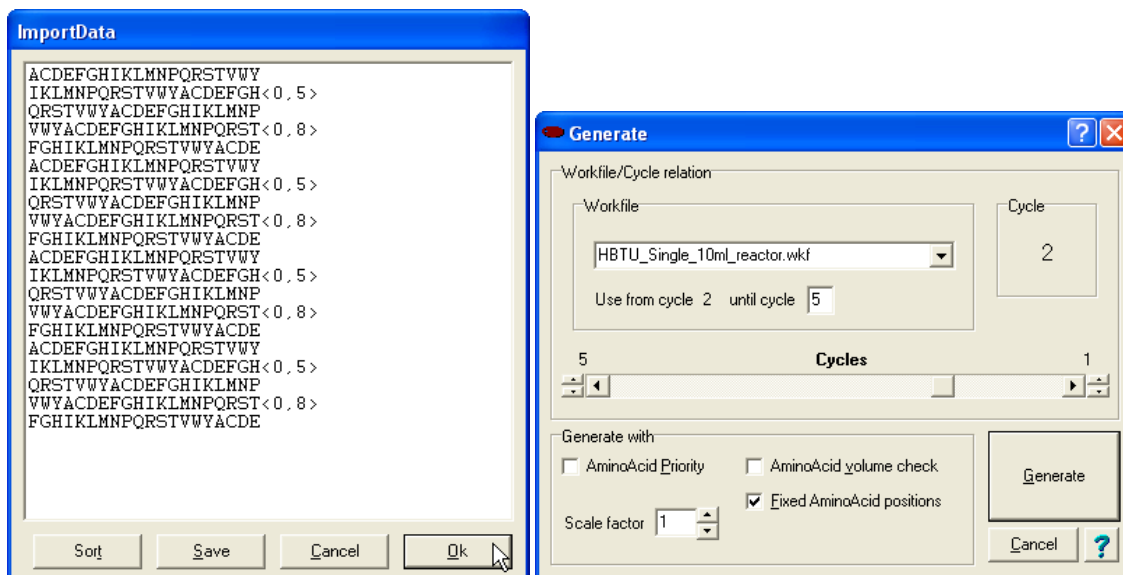 ImportData
ACDEFGHIKLMNPQRSTVWY
IKLMNPQRSTVWYACDEFGH<0,5>
QRSTVWYACDEFGHIKLMNP
VWYACDEFGHIKLMNPQRST<0,8>
FGHIKLMNPQRSTVWYACDE
ACDEFGHIKLMNPQRSTVWY
IKLMNPQRSTVWYACDEFGH<0,5>
QRSTVWYACDEFGHIKLMNP
VWYACDEFGHIKLMNPQRST<0,8>
FGHIKLMNPQRSTVWYACDE
ACDEFGHIKLMNPQRSTVWY
IKLMNPQRSTVWYACDEFGH<0,5>
QRSTVWYACDEFGHIKLMNP
VWYACDEFGHIKLMNPQRST<0,8>
FGHIKLMNPQRSTVWYACDE
ACDEFGHIKLMNPQRSTVWY
IKLMNPQRSTVWYACDEFGH<0,5>
QRSTVWYACDEFGHIKLMNP
VWYACDEFGHIKLMNPQRST<0,8>
FGHIKLMNPQRSTVWYACDE
Sort Save Cancel Ok
Generate
Workfile/Cycle relation
Workfile
HBTU_Single_10ml_reactor.wkf
Use from cycle 2 until cycle 5
Cycle
2
5 Cycles 1
Generate with
AminoAcid Priority AminoAcid volume check
Fixed AminoAcid positions
Scale factor 1
Generate
Cancel ?